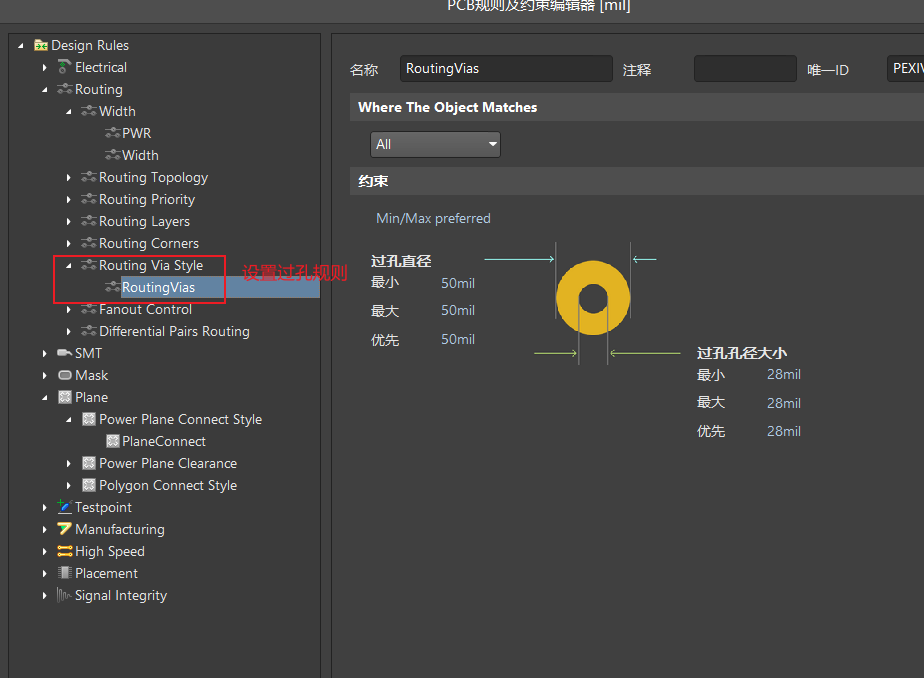 PCB规则及约束编辑器 [mil]
Design Rules
Electrical
Routing
Width
PWR
Width
Routing Topology
Routing Priority
Routing Layers
Routing Corners
Routing Via Style
RoutingVias
设置过孔规则
Fanout Control
Differential Pairs Routing
SMT
Mask
Plane
Power Plane Connect Style
PlaneConnect
Power Plane Clearance
Polygon Connect Style
Testpoint
Manufacturing
High Speed
Placement
Signal Integrity
名称 RoutingVias 注释 唯一ID PEXIV
Where The Object Matches
All
约束
Min/Max preferred
过孔直径
最小 50mil
最大 50mil
优先 50mil
过孔孔径大小
最小 28mil
最大 28mil
优先 28mil